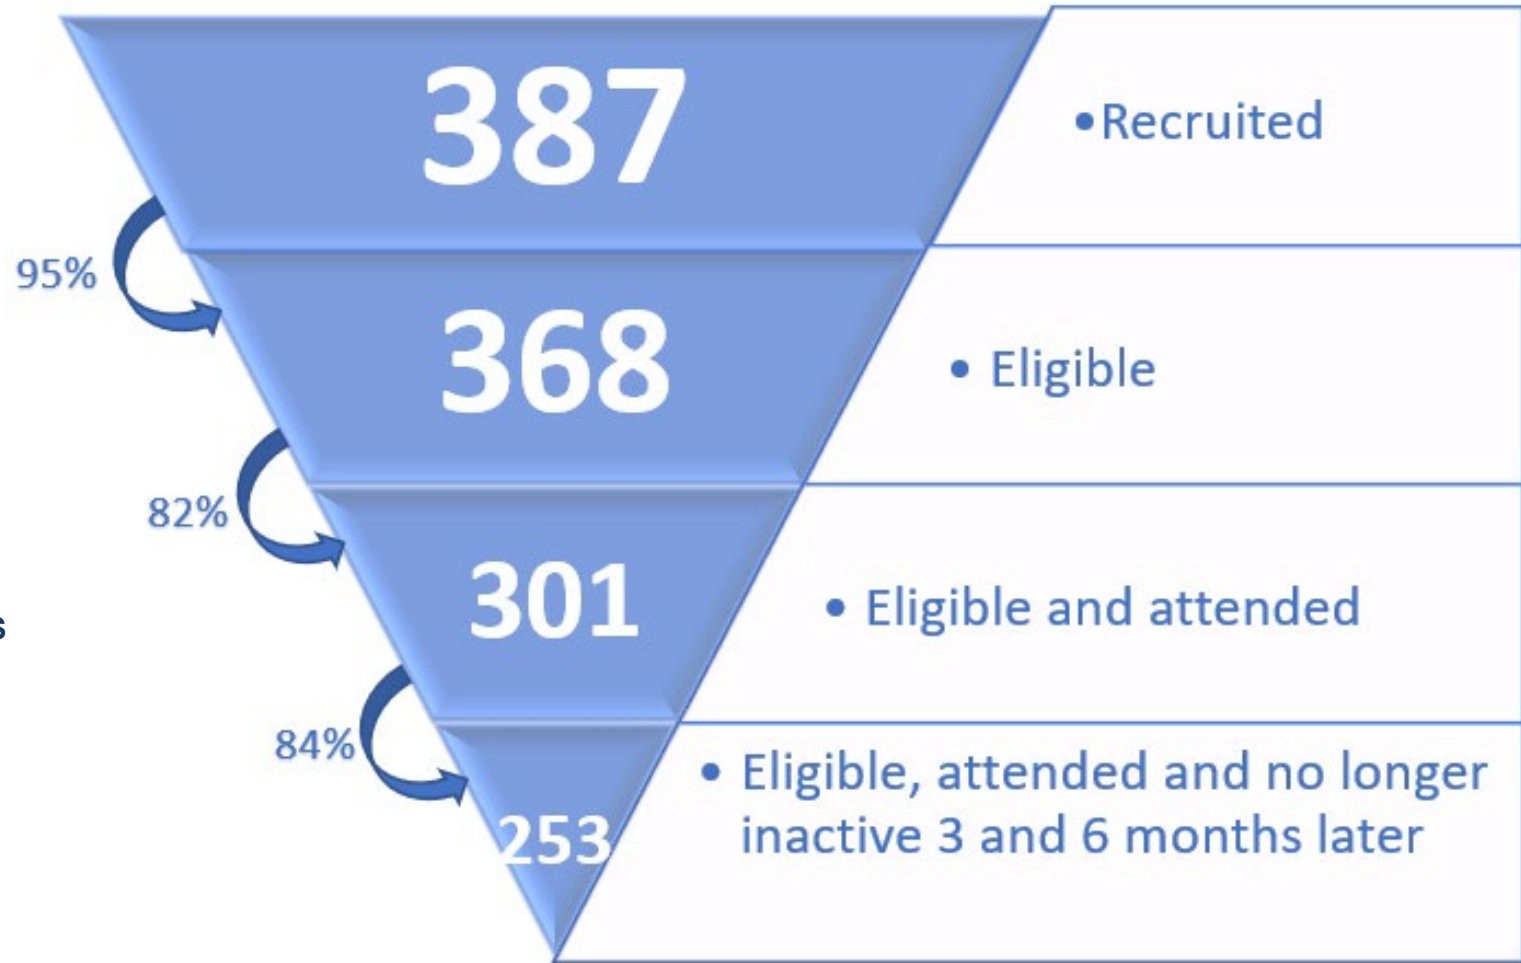 387
•Recruited
95%
368
• Eligible
82%
301
• Eligible and attended
s
84%
253
• Eligible, attended and no longer
inactive 3 and 6 months later